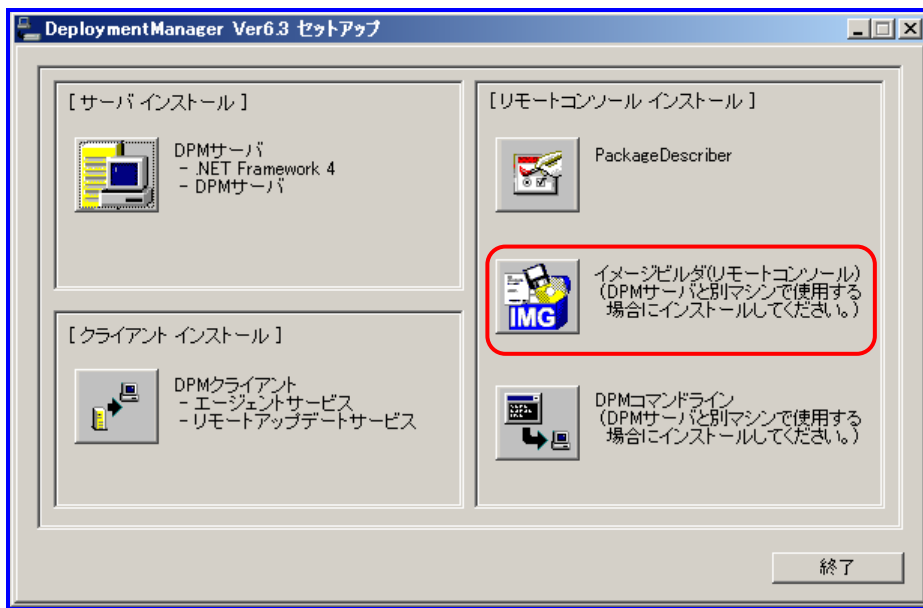 DeploymentManager Ver6.3 セットアップ
[ サーバ インストール ]
DPMサーバ
- .NET Framework 4
- DPMサーバ
[ クライアント インストール ]
DPMクライアント
- エージェントサービス
- リモートアップデートサービス
[ リモートコンソール インストール ]
PackageDescriber
イメージビルダ(リモートコンソール)
(DPMサーバと別マシンで使用する
場合にインストールしてください。)
IMG
DPMコマンドライン
(DPMサーバと別マシンで使用する
場合にインストールしてください。)
終了